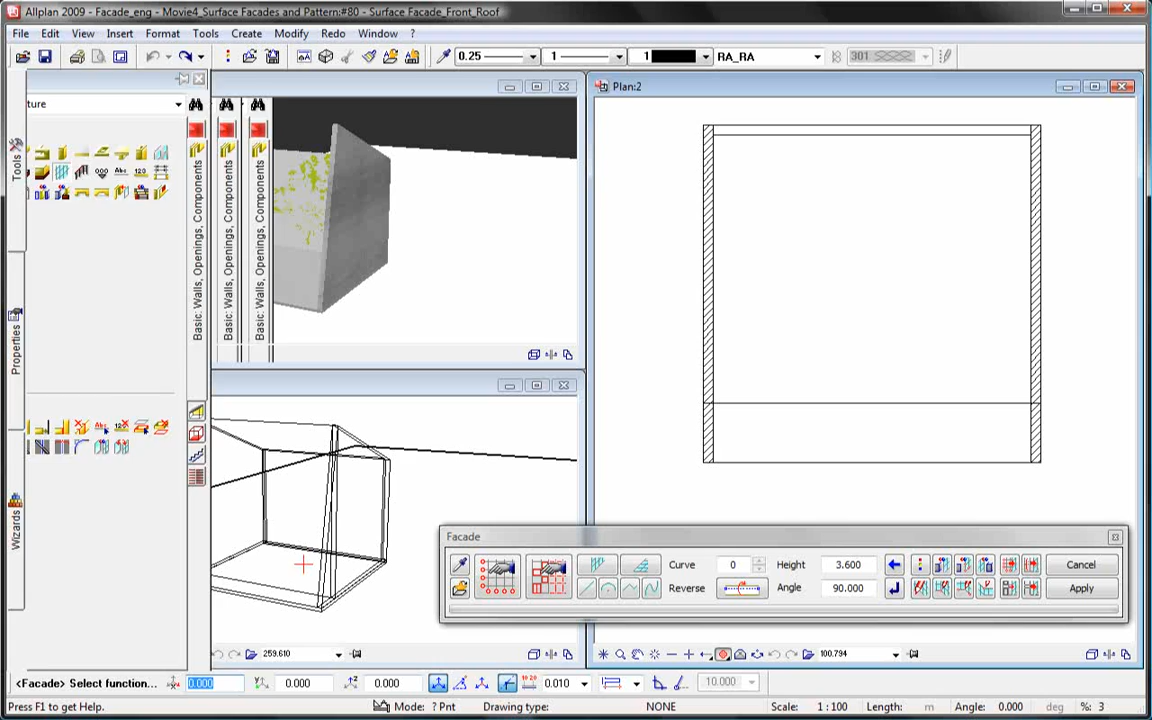 Allplan 2009 - Facade_eng - Movie4_Surface Facades and Pattern:#80 - Surface Facade_Front_Roof
File Edit View Insert Format Tools Create Modify Redo Window ?
0.25 1 1 RA_RA 301
ture
Plan:2
Tools
Properties
Wizards
Basic: Walls, Openings, Components
Basic: Walls, Openings, Components
Basic: Walls, Openings, Components
Facade
Curve 0 Height 3.600 Cancel
Reverse Angle 90.000 Apply
259.610
100.794
<Facade> Select function... 0.000 0.000 0.000 0.010 10.000
Press F1 to get Help. Mode: ? Pnt Drawing type: NONE Scale: 1 : 100 Length: m Angle: 0.000 deg %: 3